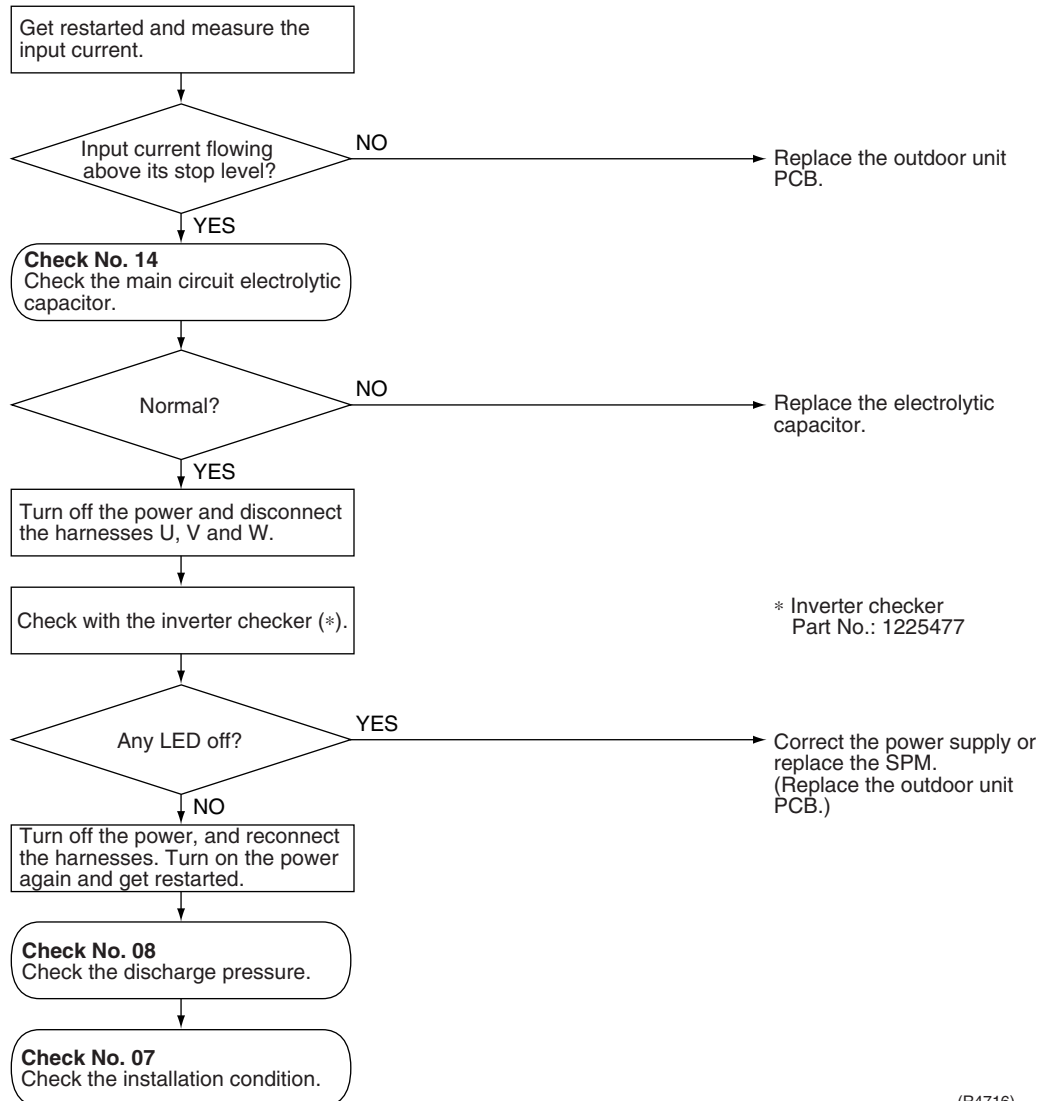 Get restarted and measure the
input current.
Input current flowing
above its stop level?
NO
Replace the outdoor unit
PCB.
YES
Check No. 14
Check the main circuit electrolytic
capacitor.
Normal?
NO
Replace the electrolytic
capacitor.
YES
Turn off the power and disconnect
the harnesses U, V and W.
Check with the inverter checker (*).
* Inverter checker
Part No.: 1225477
Any LED off?
YES
Correct the power supply or
replace the SPM.
(Replace the outdoor unit
PCB.)
NO
Turn off the power, and reconnect
the harnesses. Turn on the power
again and get restarted.
Check No. 08
Check the discharge pressure.
Check No. 07
Check the installation condition.
(R4716)